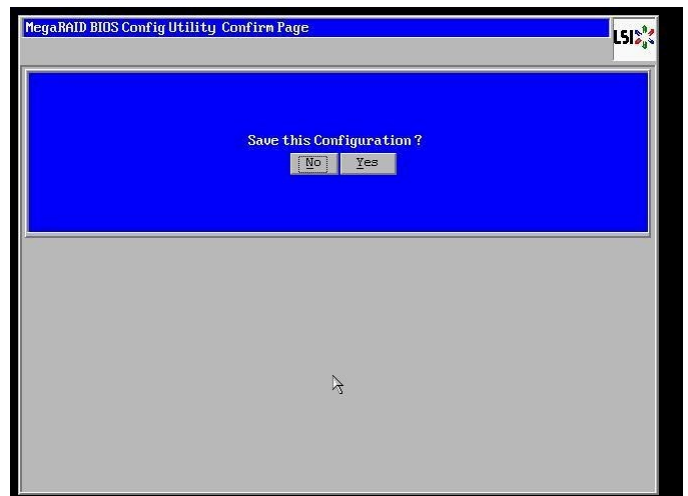 MegaRAID BIOS Config Utility Confirm Page
LSI
Save this Configuration ?
No Yes